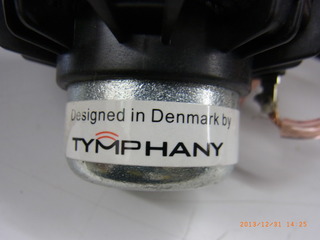 Designed in Denmark by
TYMPHANY
2013/12/31 14:25